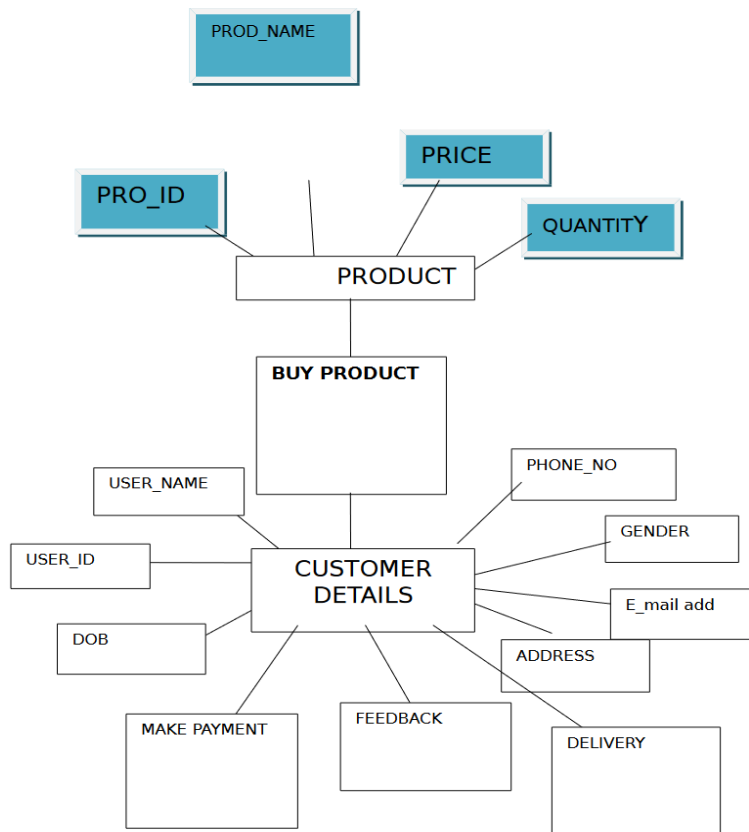 PROD_NAME
PRICE
PRO_ID
QUANTITY
PRODUCT
BUY PRODUCT
PHONE_NO
USER_NAME
GENDER
USER_ID
CUSTOMER
DETAILS
E_mail add
DOB
ADDRESS
FEEDBACK
MAKE PAYMENT
DELIVERY